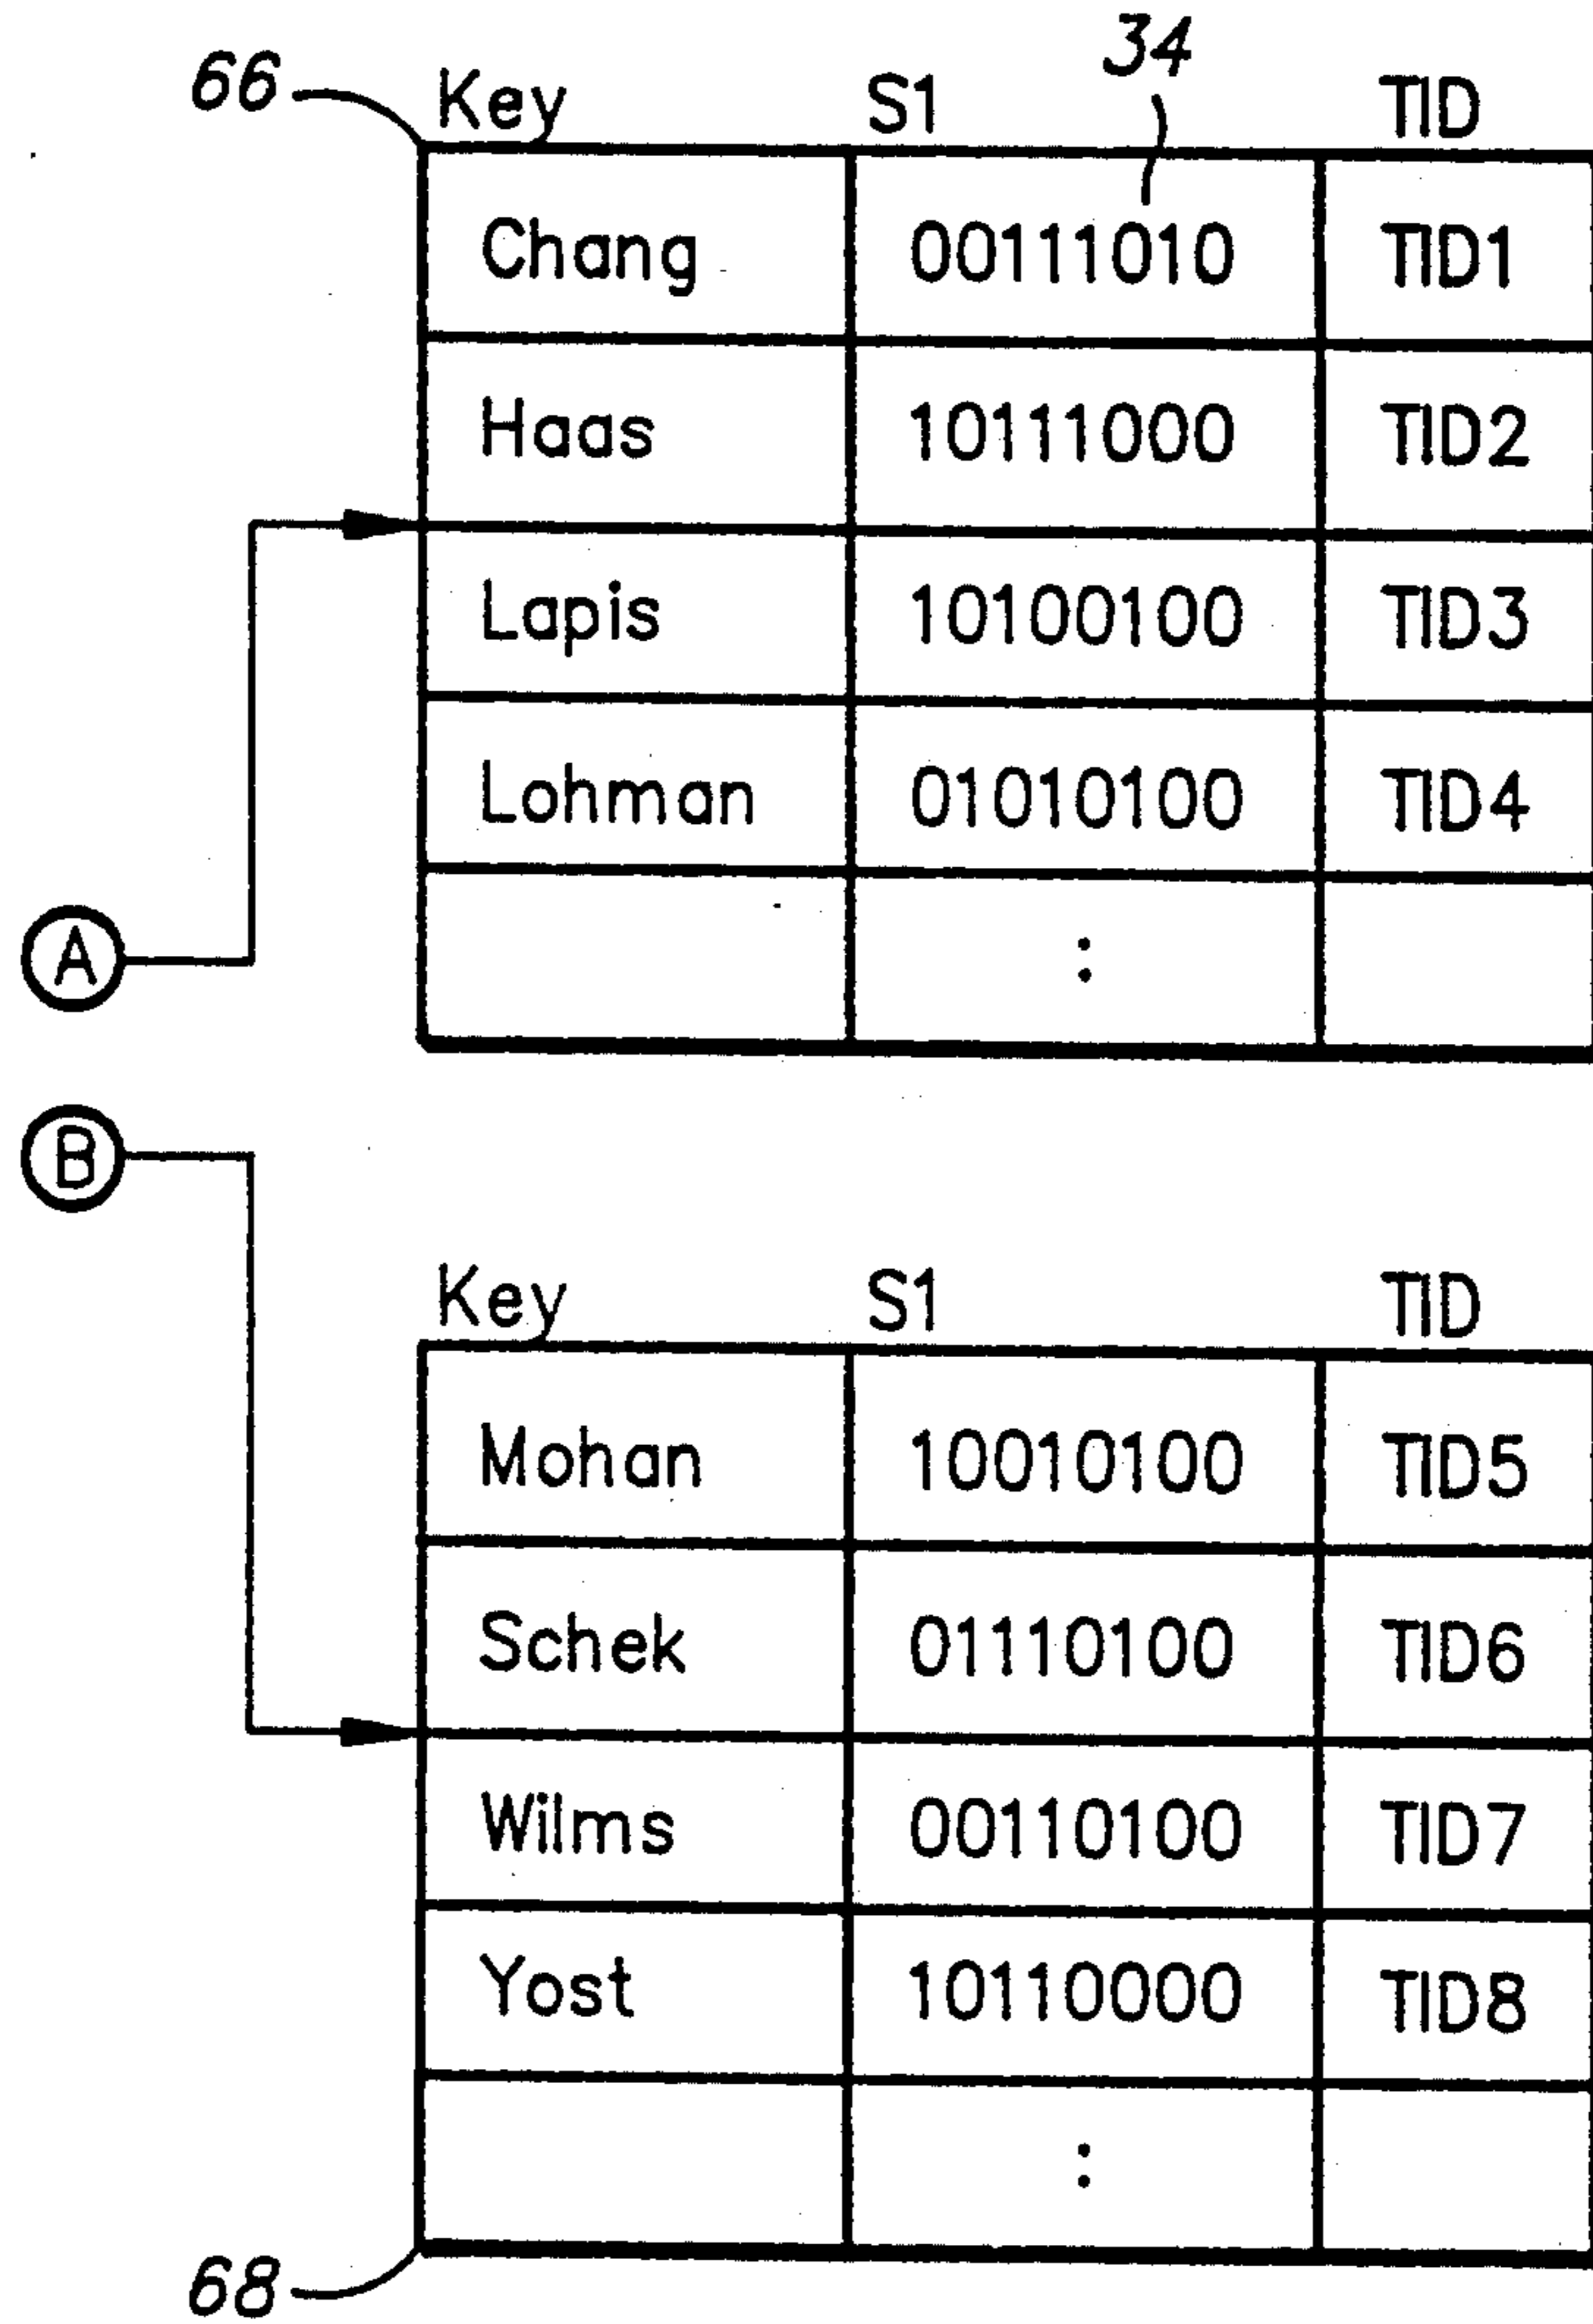 34
66 Key S1 TID
Chang 00111010 TID1
Haas 10111000 TID2
Lapis 10100100 TID3
Lohman 01010100 TID4
A :
B
Key S1 TID
Mohan 10010100 TID5
Schek 01110100 TID6
Wilms 00110100 TID7
Yost 10110000 TID8
:
68